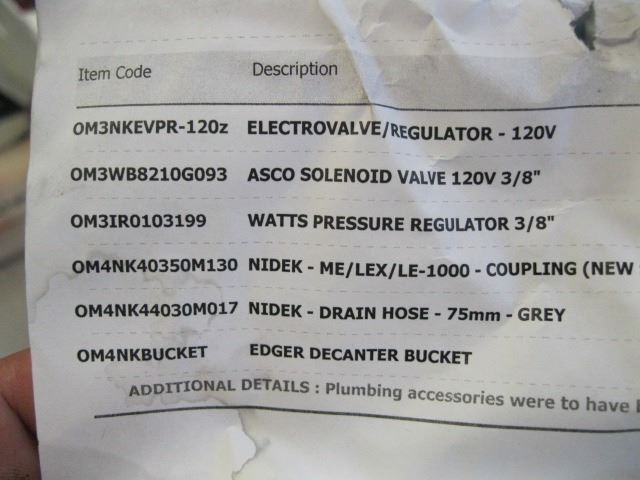 Item Code Description
OM3NKEVPR-120z ELECTROVALVE/REGULATOR - 120V
OM3WB8210G093 ASCO SOLENOID VALVE 120V 3/8"
OM3IR0103199 WATTS PRESSURE REGULATOR 3/8"
OM4NK40350M130 NIDEK - ME/LEX/LE-1000 - COUPLING (NEW
OM4NK44030M017 NIDEK - DRAIN HOSE - 75mm - GREY
OM4NKBUCKET EDGER DECANTER BUCKET
ADDITIONAL DETAILS : Plumbing accessories were to have